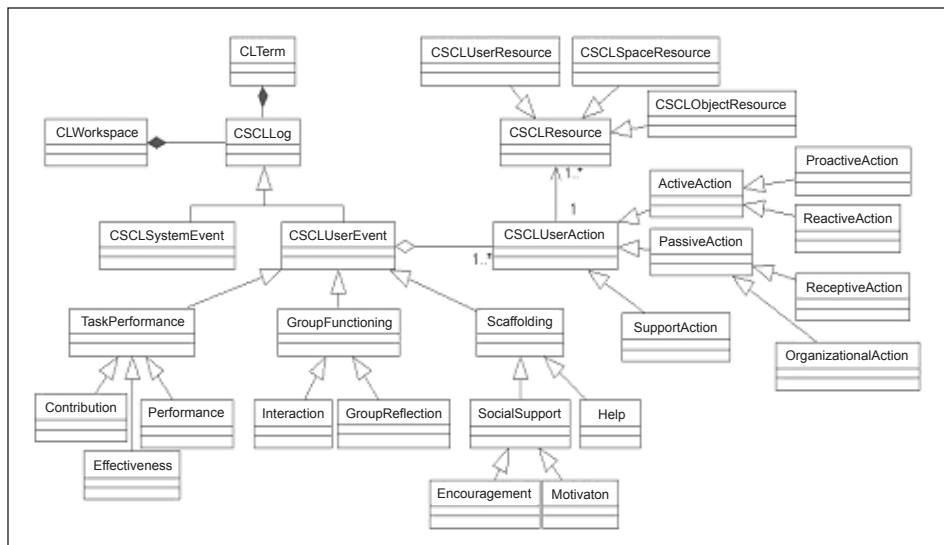 CLTerm
CSCLUserResource
CSCLSpaceResource
CSCLObjectResource
CLWorkspace
CSCLLog
CSCLResource
ProactiveAction
1..*
ActiveAction
1
ReactiveAction
CSCLSystemEvent
CSCLUserEvent
CSCLUserAction
PassiveAction
1..*
ReceptiveAction
TaskPerformance
GroupFunctioning
Scaffolding
SupportAction
OrganizationalAction
Contribution
Performance
Interaction
GroupReflection
SocialSupport
Help
Effectiveness
Encouragement
Motivaton